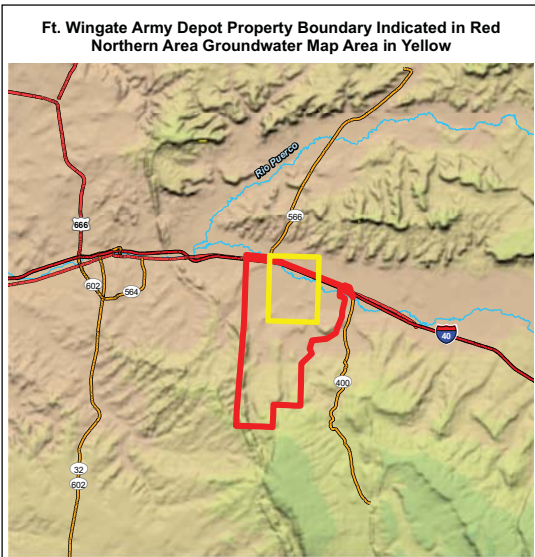 Ft. Wingate Army Depot Property Boundary Indicated in Red
Northern Area Groundwater Map Area in Yellow
Rio Puerco
566
666
602
564
40
400
32
602